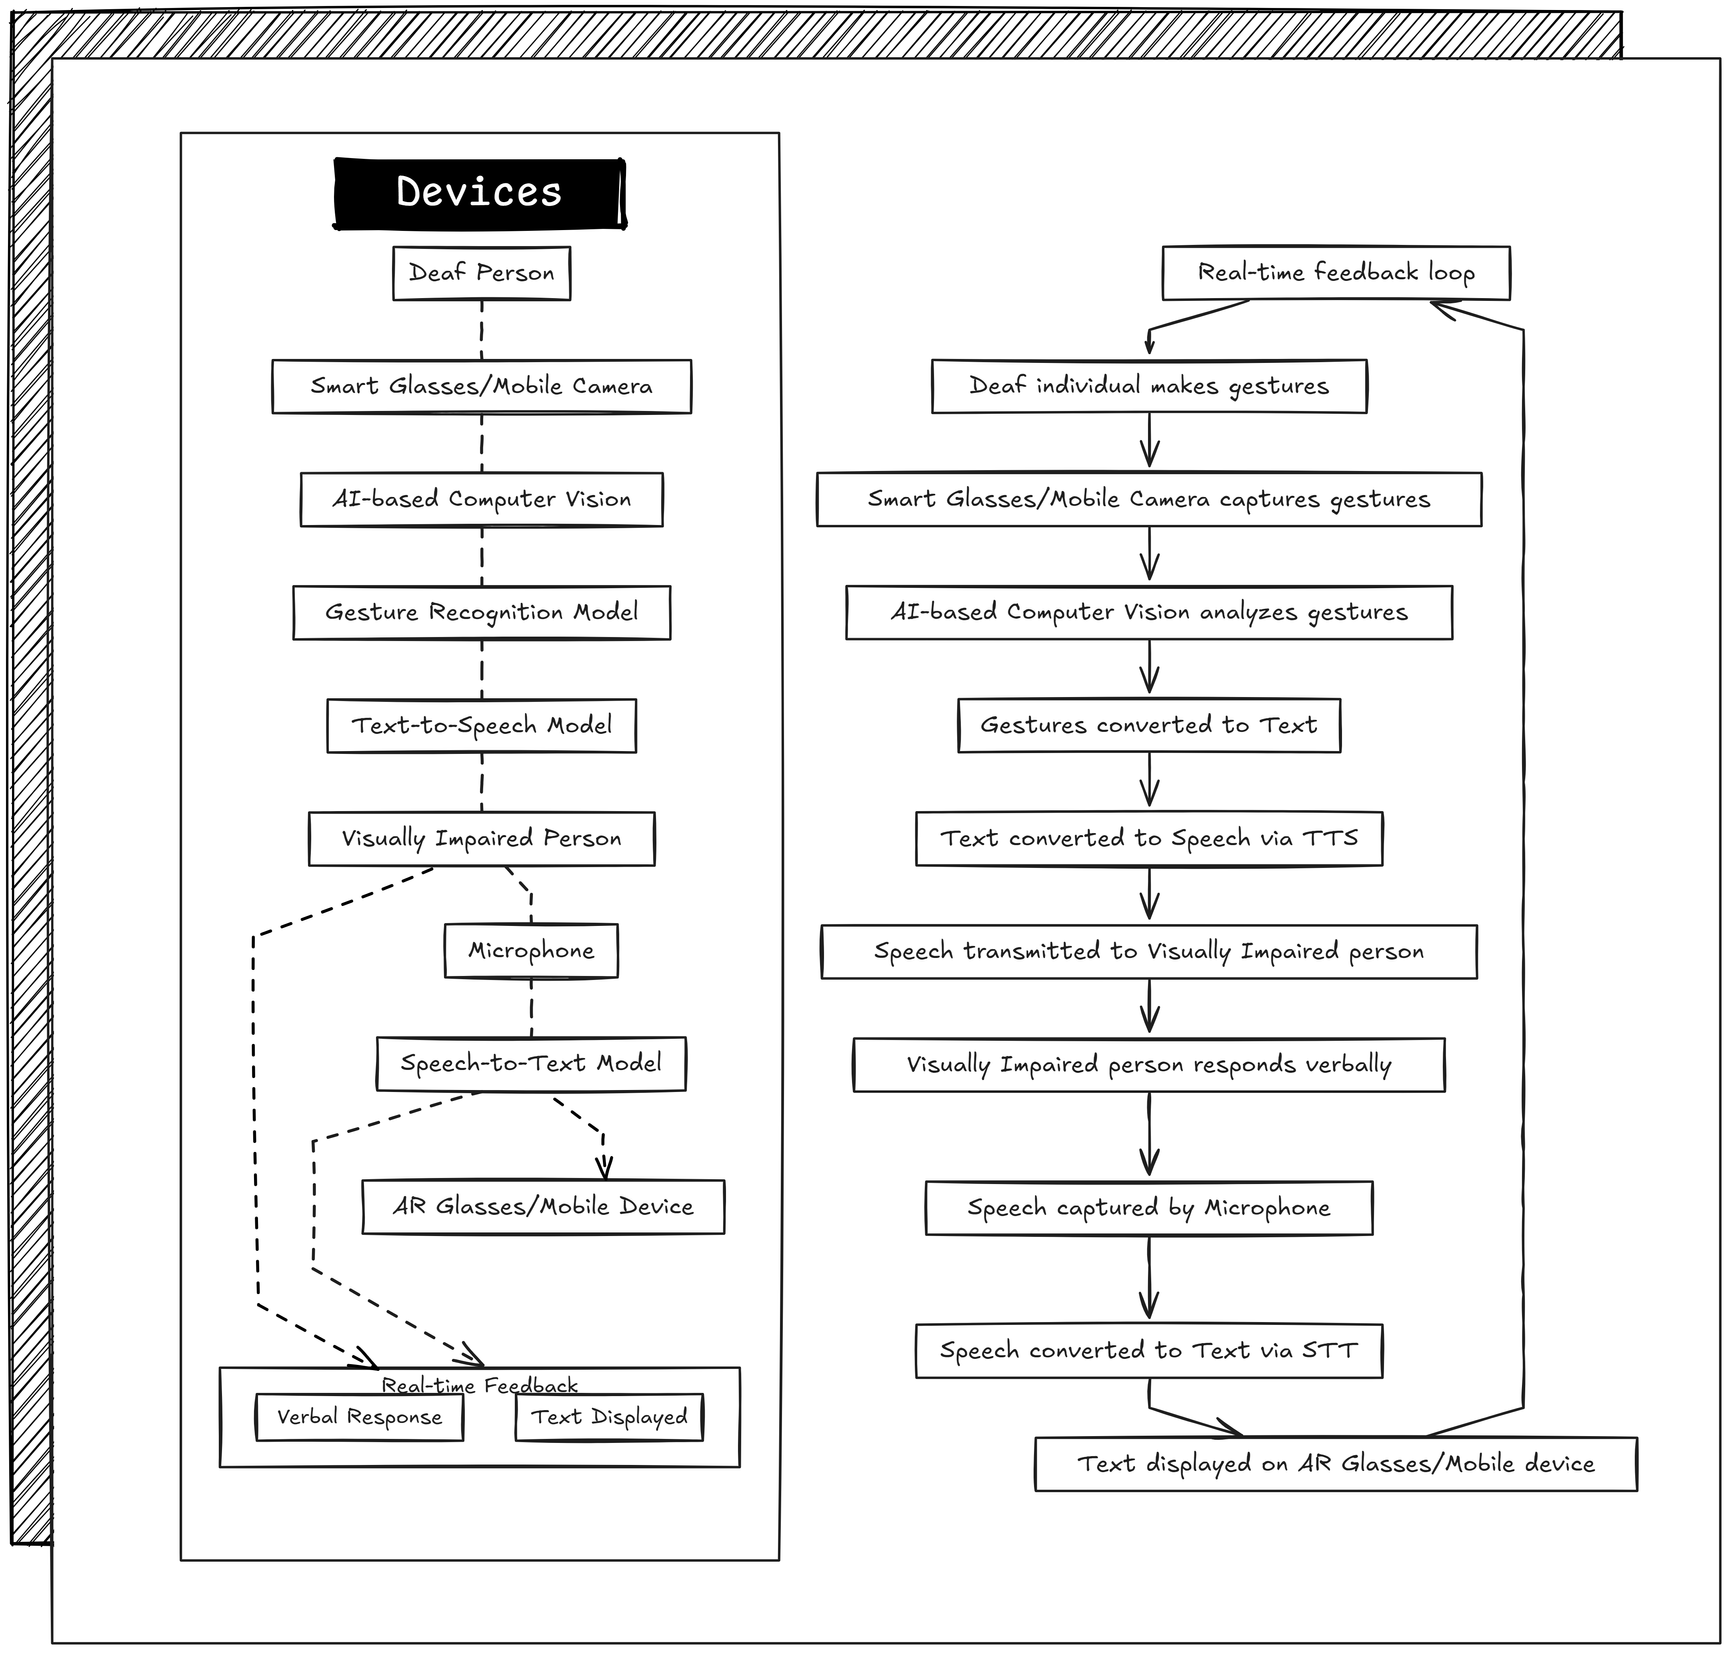 Devices
Deaf Person
Smart Glasses/Mobile Camera
AI-based Computer Vision
Gesture Recognition Model
Text-to-Speech Model
Visually Impaired Person
Microphone
Speech-to-Text Model
AR Glasses/Mobile Device
Real-time Feedback
Verbal Response
Text Displayed
Real-time feedback loop
Deaf individual makes gestures
Smart Glasses/Mobile Camera captures gestures
AI-based Computer Vision analyzes gestures
Gestures converted to Text
Text converted to Speech via TTS
Speech transmitted to Visually Impaired person
Visually Impaired person responds verbally
Speech captured by Microphone
Speech converted to Text via STT
Text displayed on AR Glasses/Mobile device